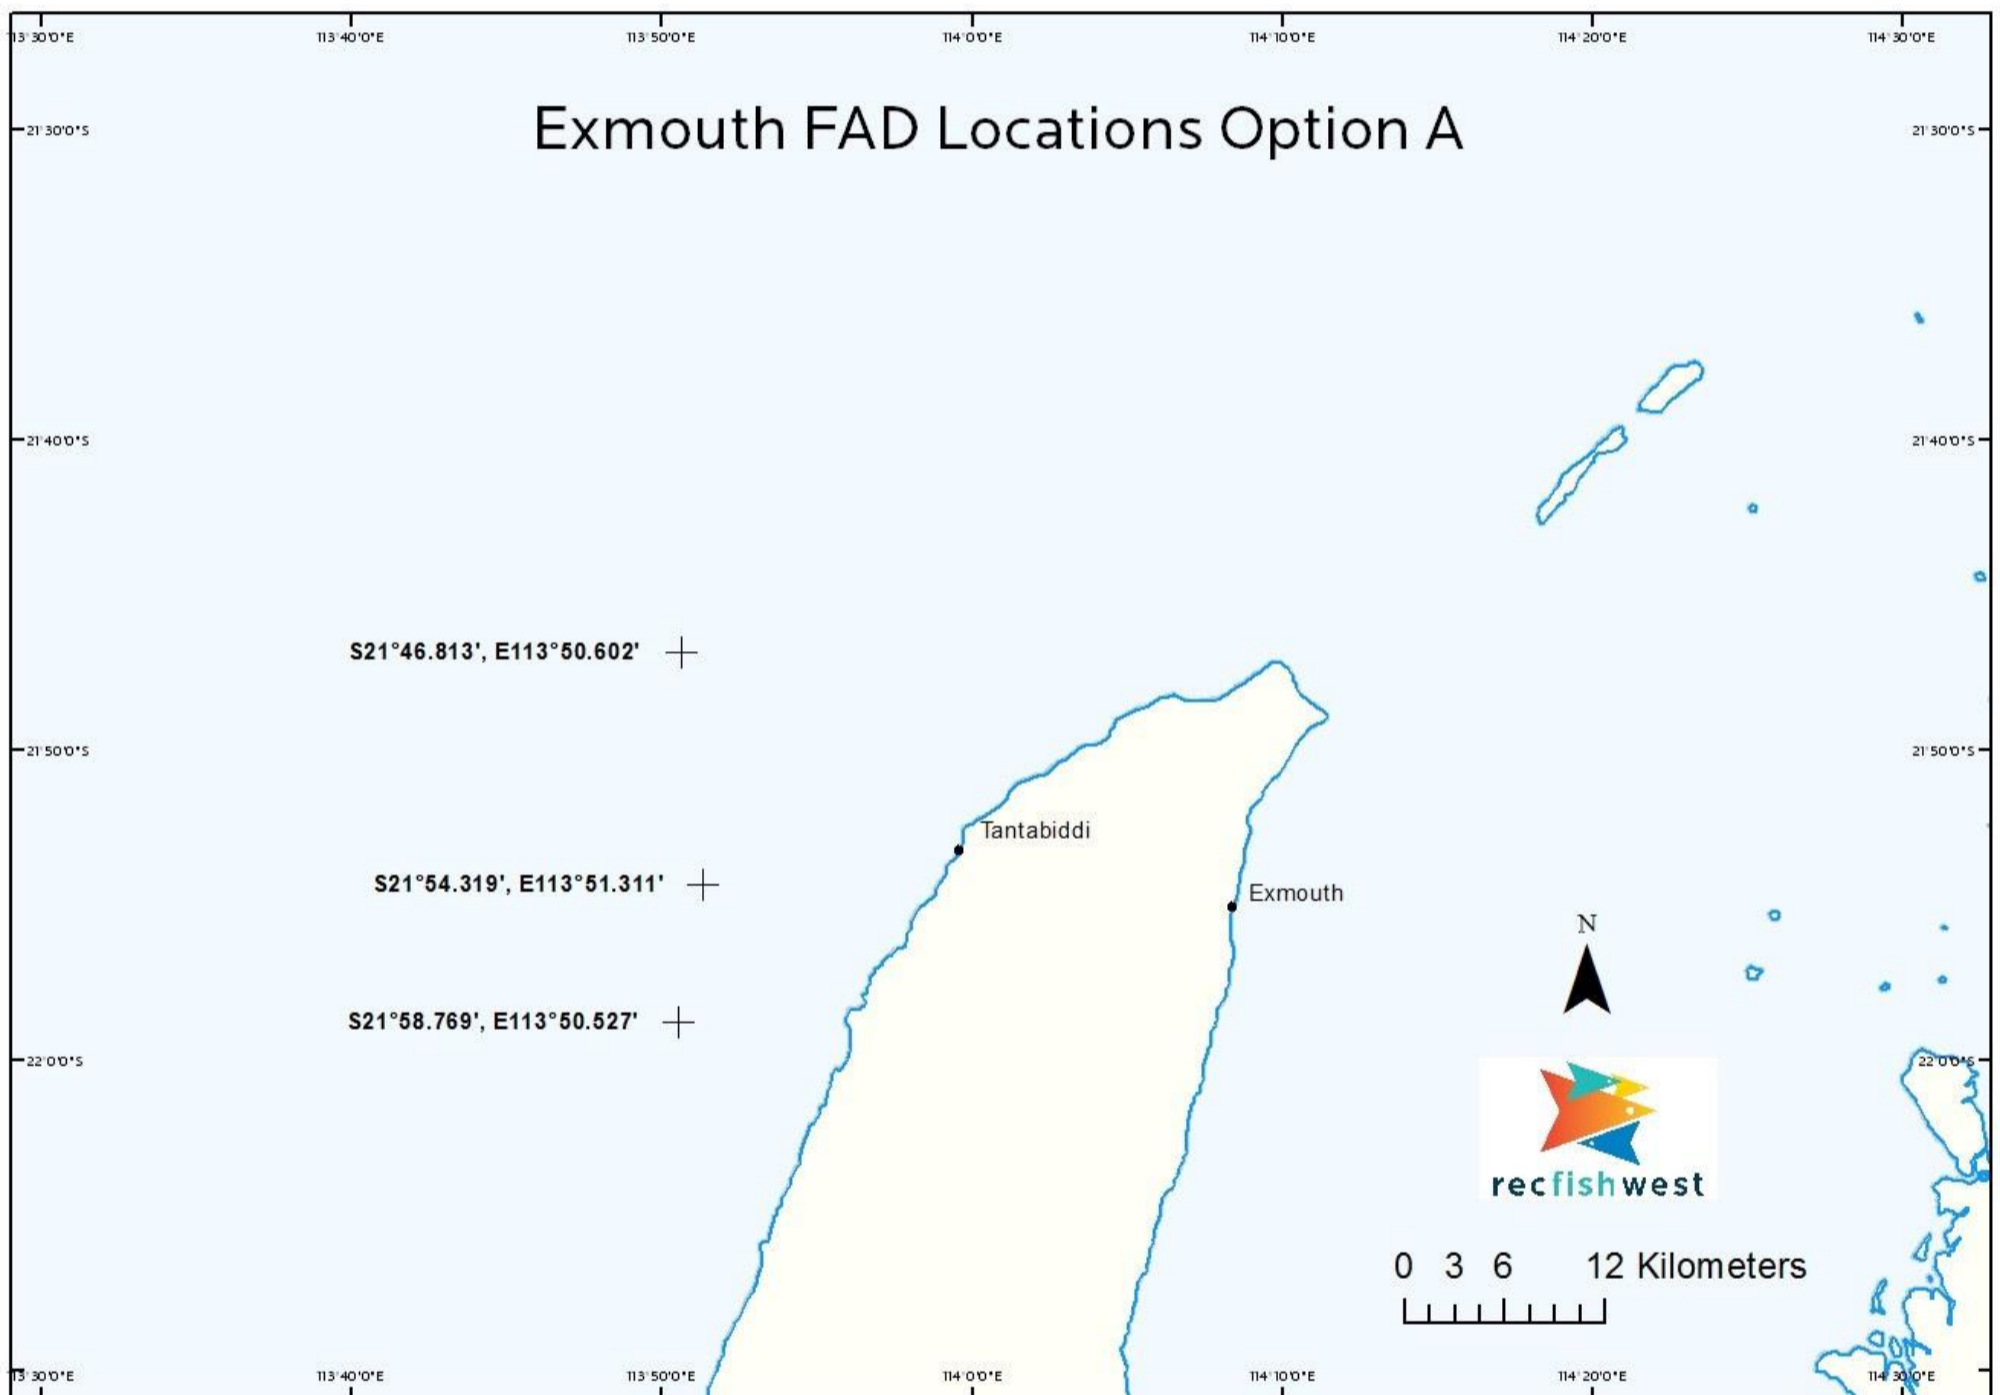 113°30'0"E 113°40'0"E 113°50'0"E 114°0'0"E 114°10'0"E 114°20'0"E 114°30'0"E
Exmouth FAD Locations Option A
21°30'0"S 21°30'0"S
21°40'0"S 21°40'0"S
S21°46.813', E113°50.602'
21°50'0"S 21°50'0"S
Tantabiddi
S21°54.319', E113°51.311'
Exmouth
N
S21°58.769', E113°50.527'
22°0'0"S 22°0'0"S
recfishwest
0 3 6 12 Kilometers
113°30'0"E 113°40'0"E 113°50'0"E 114°0'0"E 114°10'0"E 114°20'0"E 114°30'0"E